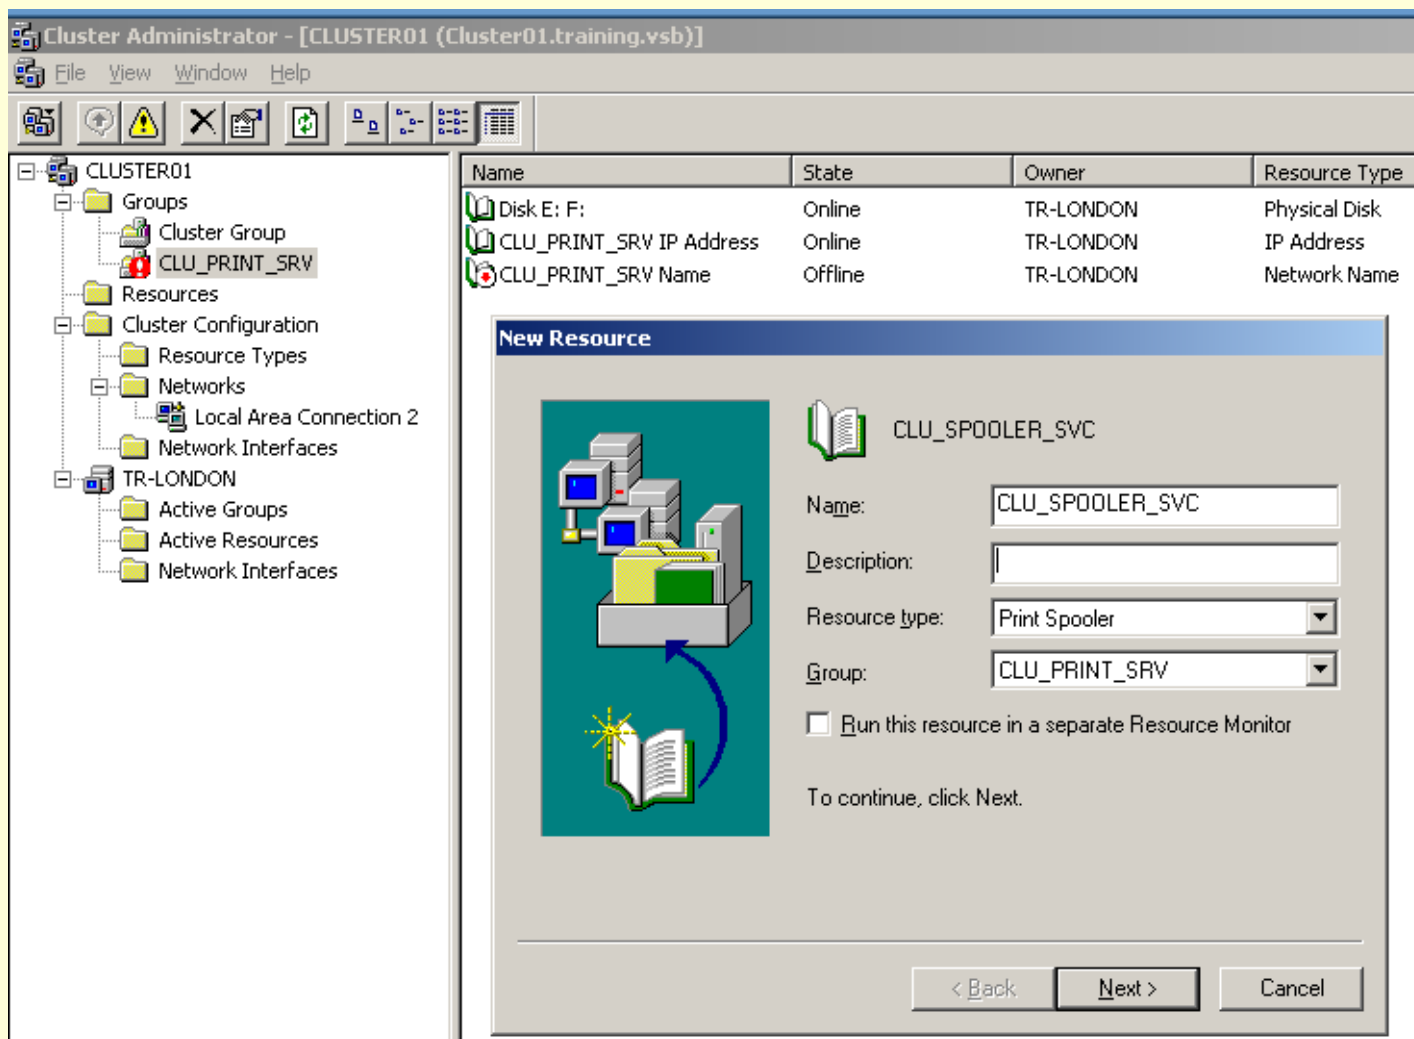 Cluster Administrator - [CLUSTER01 (Cluster01.training.vsb)]
File View Window Help
CLUSTER01
Groups
Cluster Group
CLU_PRINT_SRV
Resources
Cluster Configuration
Resource Types
Networks
Local Area Connection 2
Network Interfaces
TR-LONDON
Active Groups
Active Resources
Network Interfaces
Name State Owner Resource Type
Disk E: F: Online TR-LONDON Physical Disk
CLU_PRINT_SRV IP Address Online TR-LONDON IP Address
CLU_PRINT_SRV Name Offline TR-LONDON Network Name
New Resource
CLU_SPOOLER_SVC
Name: CLU_SPOOLER_SVC
Description:
Resource type: Print Spooler
Group: CLU_PRINT_SRV
Run this resource in a separate Resource Monitor
To continue, click Next.
< Back Next > Cancel